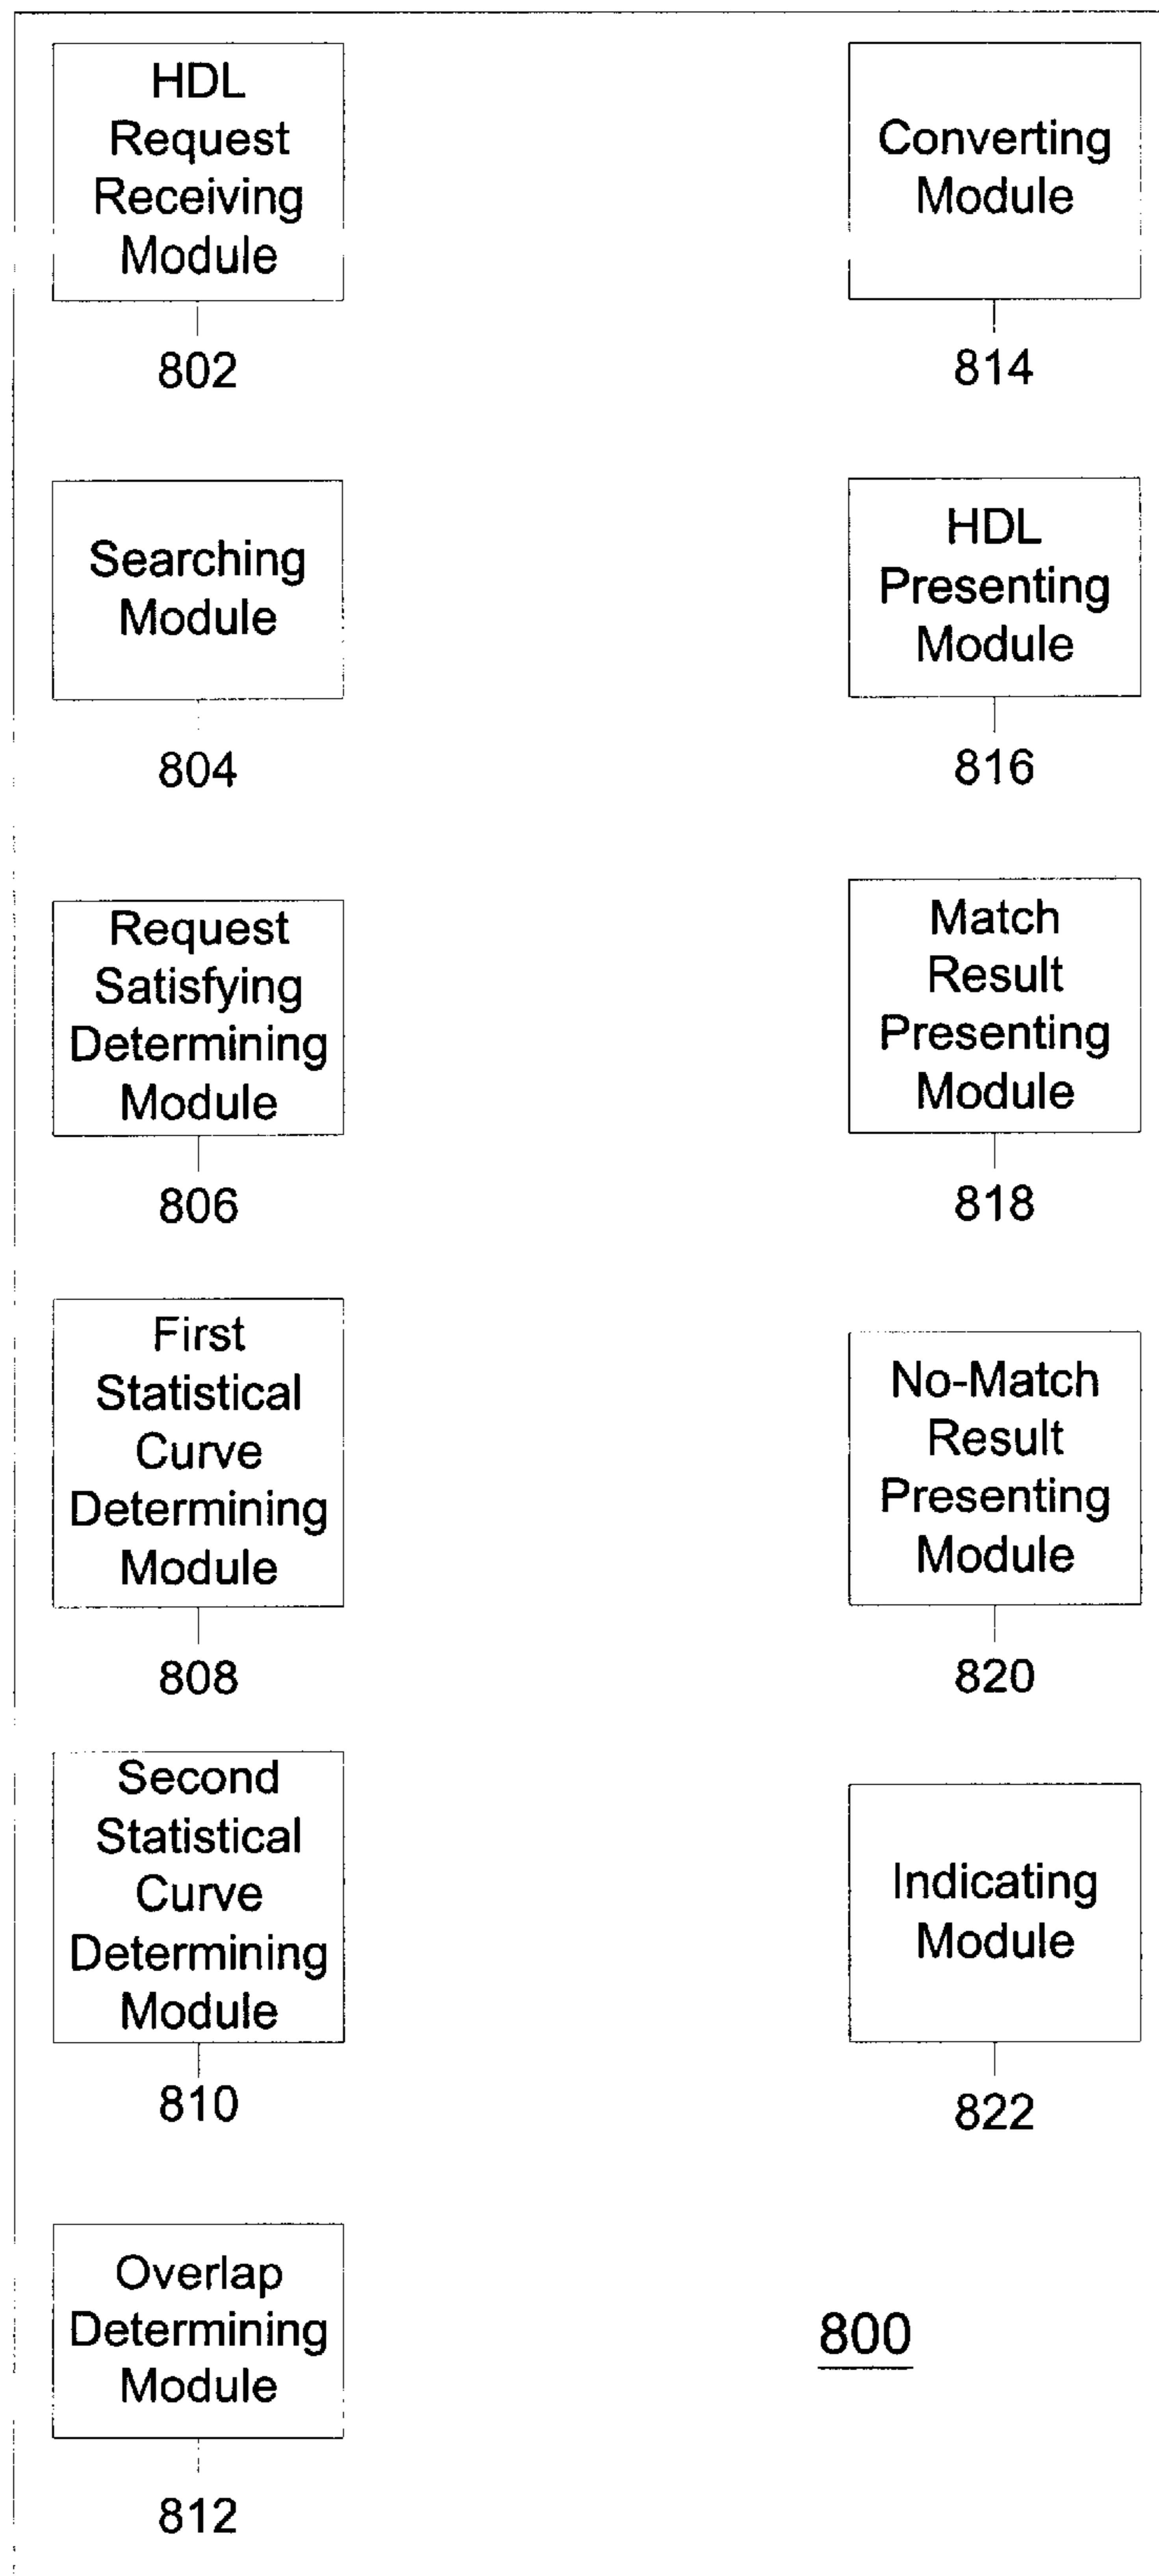 HDL
Request
Receiving
Module
802
Searching
Module
804
Request
Satisfying
Determining
Module
806
First
Statistical
Curve
Determining
Module
808
Second
Statistical
Curve
Determining
Module
810
Overlap
Determining
Module
812
Converting
Module
814
HDL
Presenting
Module
816
Match
Result
Presenting
Module
818
No-Match
Result
Presenting
Module
820
Indicating
Module
822
800